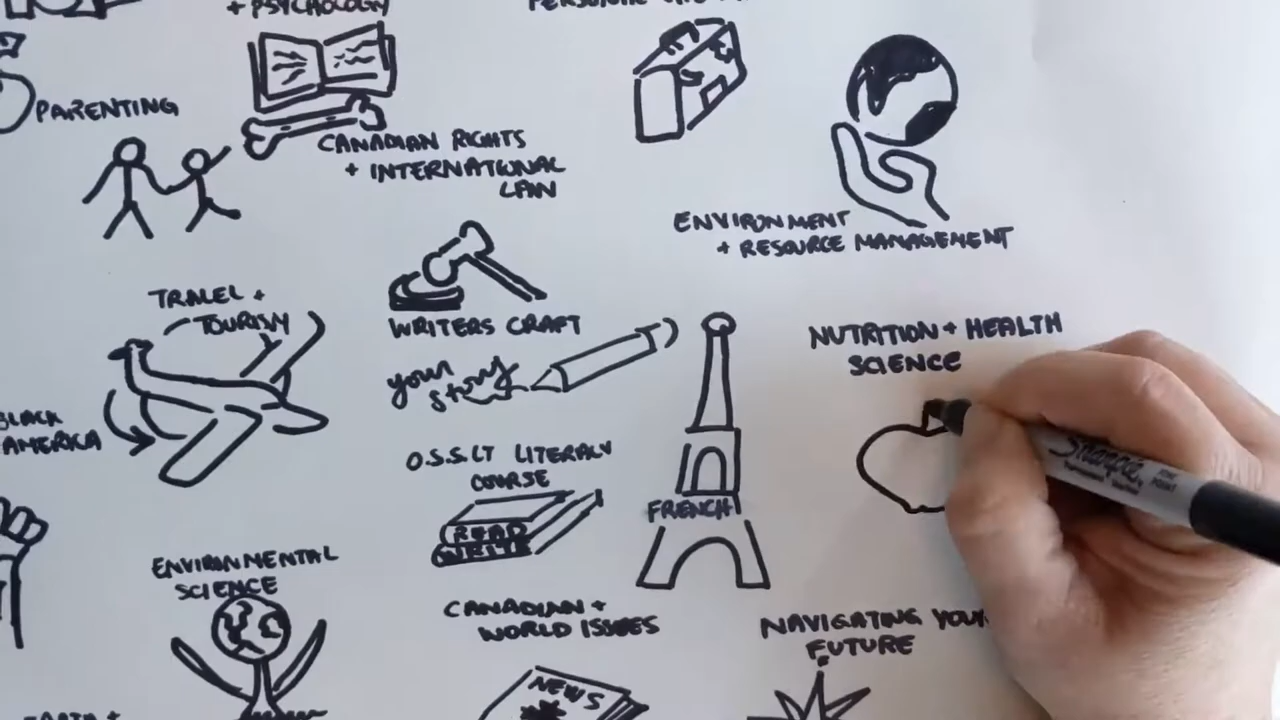 + PSYCHOLOGY
PARENTING
CANADIAN RIGHTS
+ INTERNATIONAL
LAW
ENVIRONMENT
+ RESOURCE MANAGEMENT
TRAVEL +
TOURISM
WRITERS CRAFT
your
story
NUTRITION + HEALTH
SCIENCE
Sharpie
BLACK
AMERICA
O.S.S.LT LITERACY
COURSE
READ
WRITE
FRENCH
ENVIRONMENTAL
SCIENCE
CANADIAN +
WORLD ISSUES
NEWS
NAVIGATING YOUR
FUTURE